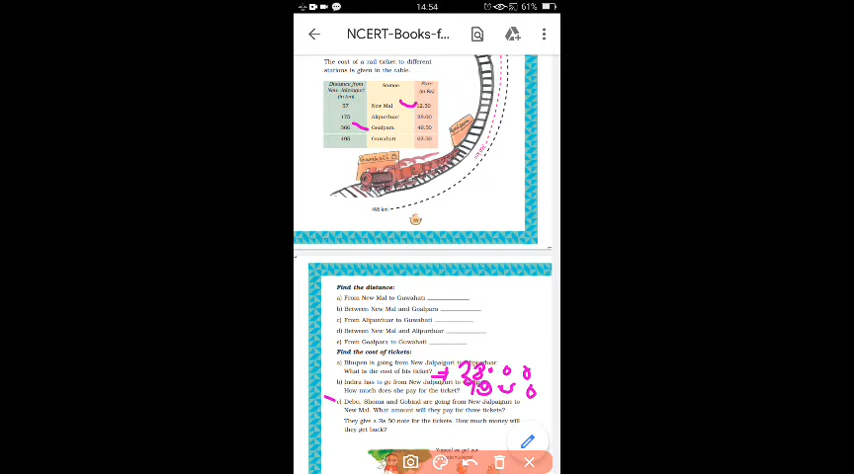 14:54
61%
NCERT-Books-f...
The cost of a rail ticket to different
stations is given in the table.
Distance from New Jalpaiguri (in km) Station Fare (in Rs)
57 New Mal 12.50
175 Alipurduar
366 Goalpara
Guwahati 62.50
Guwahati
Find the distance:
a) From New Mal to Guwahati
b) Between New Mal and Goalpara
c) From Alipurduar to Guwahati
d) Between New Mal and Alipurduar
e) From Goalpara to Guwahati
Find the cost of tickets:
a) Bhupen is going from New Jalpaiguri to Alipurduar
What is the cost of his ticket?
b) Indira has to go from New Jalpaiguri to
How much does she pay for the ticket?
c) Debu, Shoma and Gobind are going from New Jalpaiguri to
New Mal. What amount will they pay for three tickets?
They give a Rs 50 note for the tickets. How much money will
they get back?